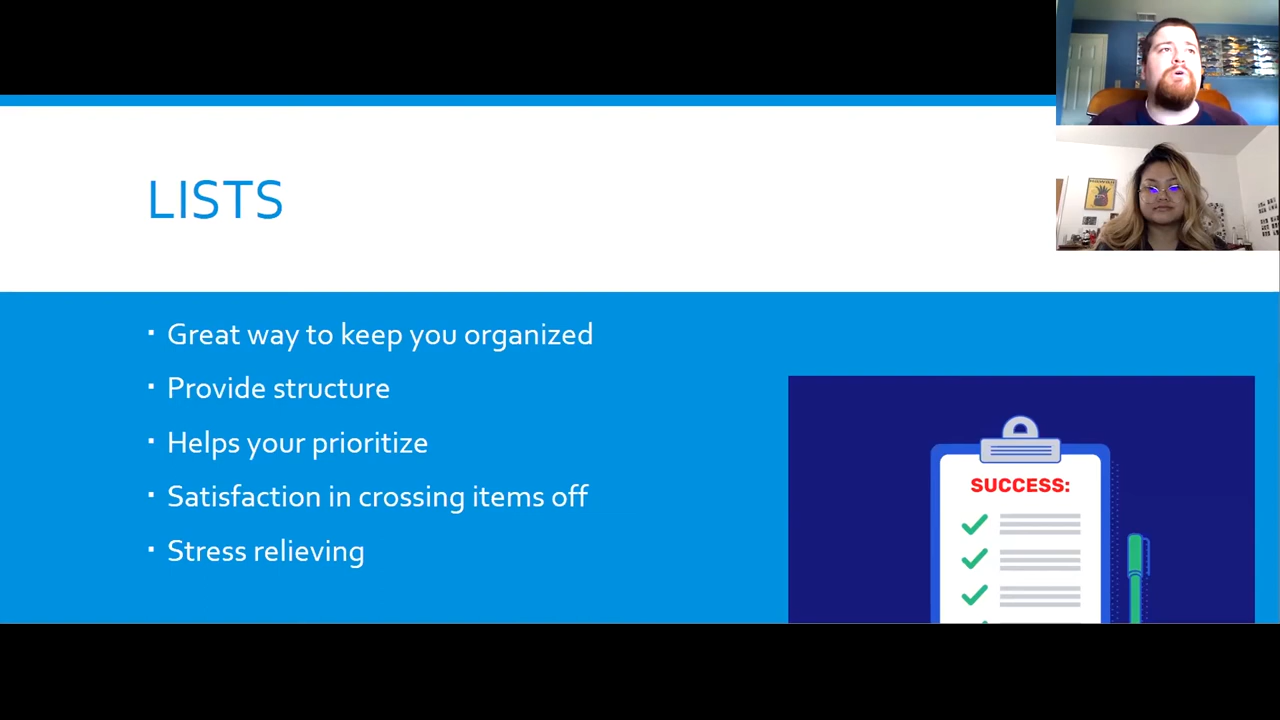 LISTS
▪ Great way to keep you organized
▪ Provide structure
▪ Helps your prioritize
▪ Satisfaction in crossing items off
▪ Stress relieving
SUCCESS: